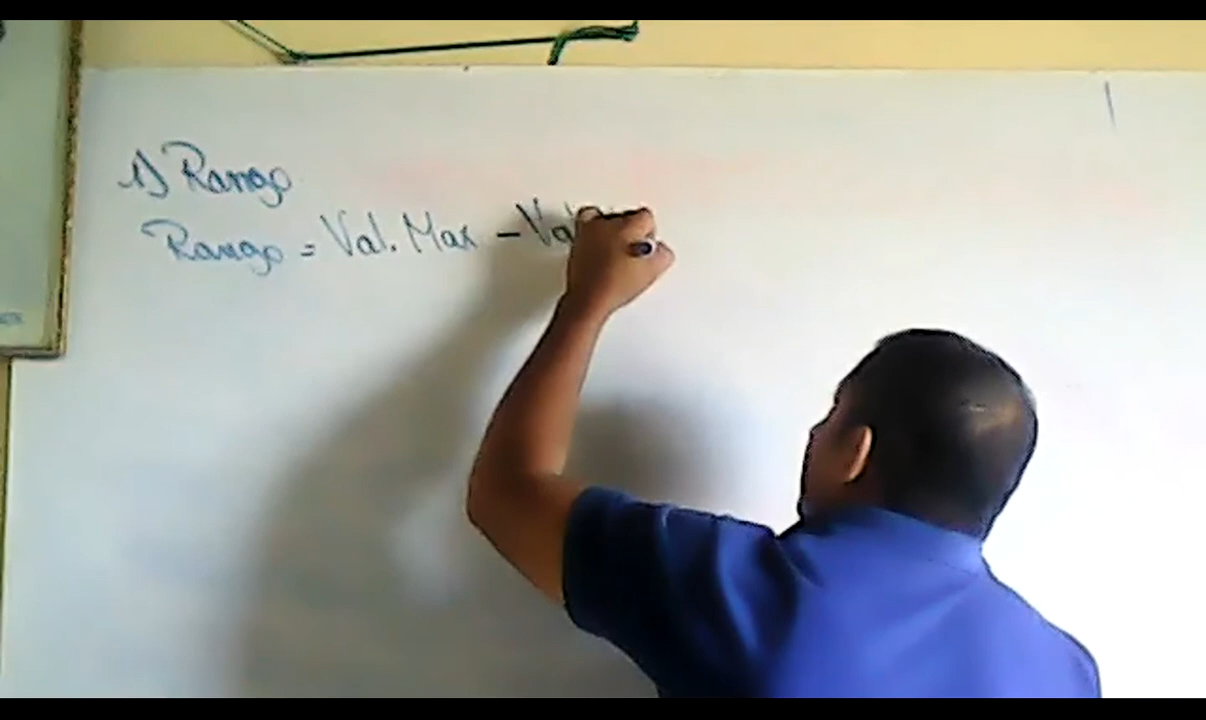 1) Rango
Rango = Val. Max - Val